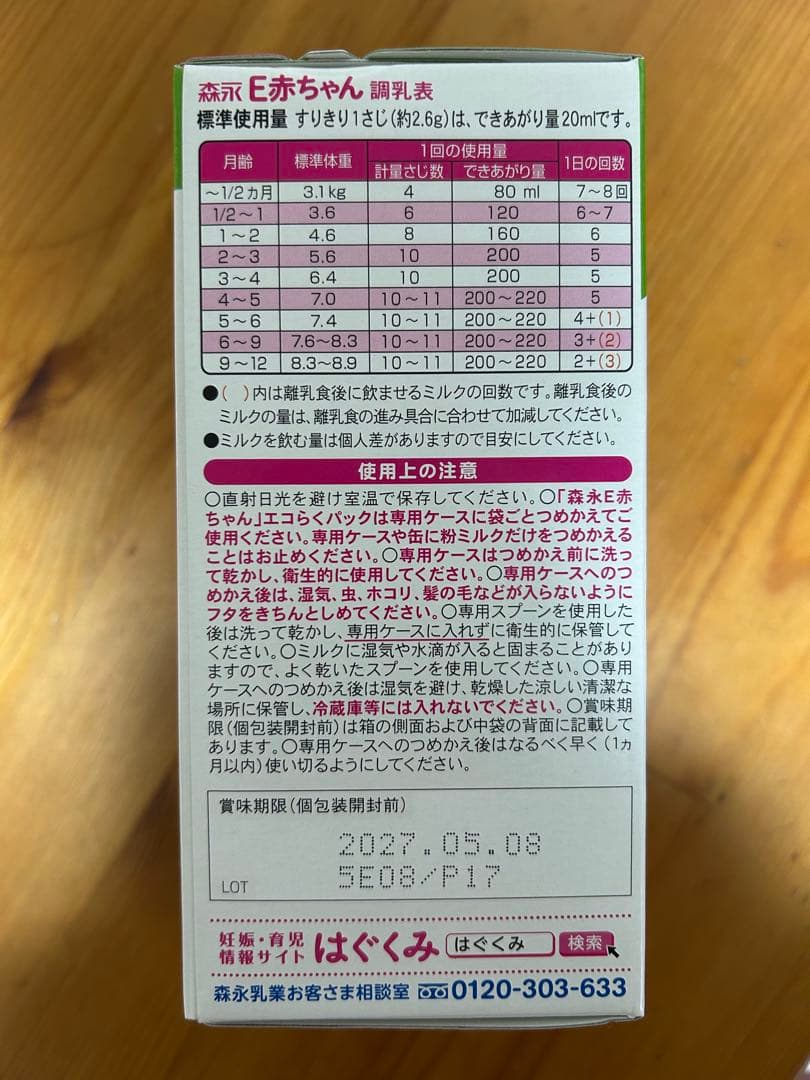 森永 E赤ちゃん 調乳表
標準使用量 すりきり1さじ(約2.6g)は、できあがり量20mlです。
月齢 標準体重 1回の使用量 1日の回数
計量さじ数 できあがり量
～1/2カ月 3.1kg 4 80 ml 7～8回
1/2～1 3.6 6 120 6～7
1～2 4.6 8 160 6
2～3 5.6 10 200 5
3～4 6.4 10 200 5
4～5 7.0 10～11 200～220 5
5～6 7.4 10～11 200～220 4+(1)
6～9 7.6～8.3 10～11 200～220 3+(2)
9～12 8.3～8.9 10～11 200～220 2+(3)
●( )内は離乳食後に飲ませるミルクの回数です。離乳食後の
ミルクの量は、離乳食の進み具合に合わせて加減してください。
●ミルクを飲む量は個人差がありますので目安にしてください。
使用上の注意
○直射日光を避け室温で保存してください。○「森永E赤
ちゃん」エコらくパックは専用ケースに袋ごとつめかえてご
使用ください。専用ケースや缶に粉ミルクだけをつめかえる
ことはお止めください。○専用ケースはつめかえ前に洗っ
て乾かし、衛生的に使用してください。○専用ケースへのつ
めかえ後は、湿気、虫、ホコリ、髪の毛などが入らないように
フタをきちんとしめてください。○専用スプーンを使用した
後は洗って乾かし、専用ケースに入れずに衛生的に保管して
ください。○ミルクに湿気や水滴が入ると固まることがあり
ますので、よく乾いたスプーンを使用してください。○専用
ケースへのつめかえ後は湿気を避け、乾燥した涼しい清潔な
場所に保管し、冷蔵庫等には入れないでください。○賞味期
限(個包装開封前)は箱の側面および中袋の背面に記載して
あります。○専用ケースへのつめかえ後はなるべく早く(1ヵ
月以内)使い切るようにしてください。
賞味期限(個包装開封前)
2027.05.08
LOT 5E08/P17
妊娠・育児
情報サイト はぐくみ はぐくみ 検索
森永乳業お客さま相談室 0120-303-633